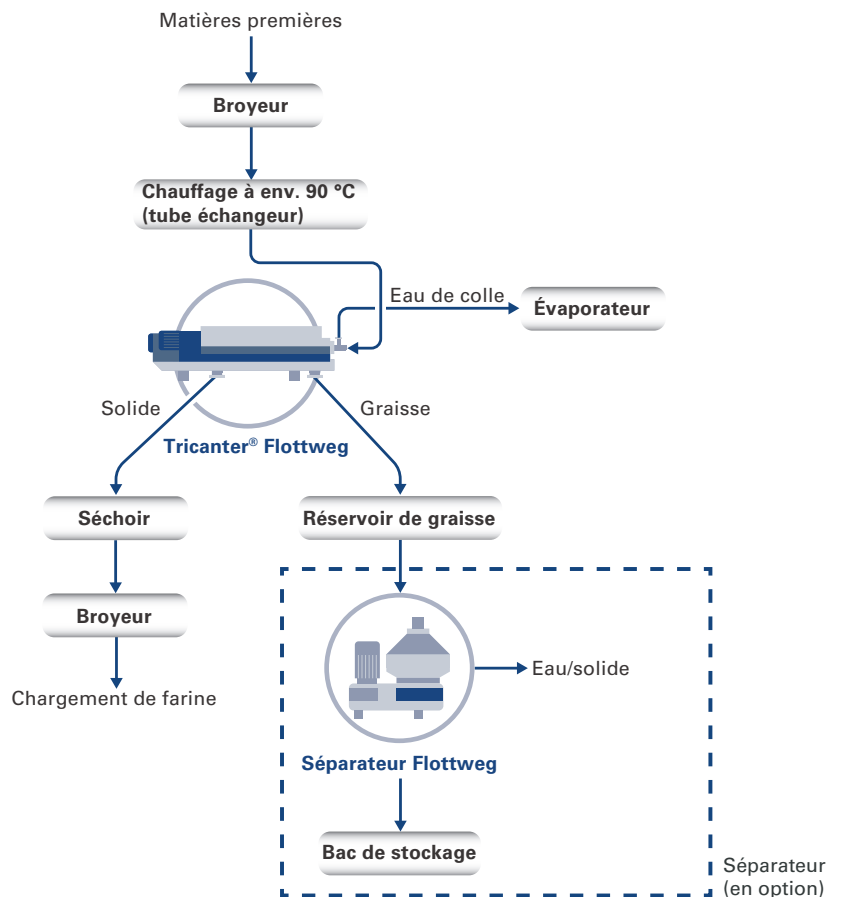 Matières premières
Broyeur
Chauffage à env. 90 °C
(tube échangeur)
Eau de colle
Évaporateur
Solide
Graisse
Tricanter® Flottweg
Séchoir
Réservoir de graisse
Broyeur
Eau/solide
Chargement de farine
Séparateur Flottweg
Bac de stockage
Séparateur
(en option)